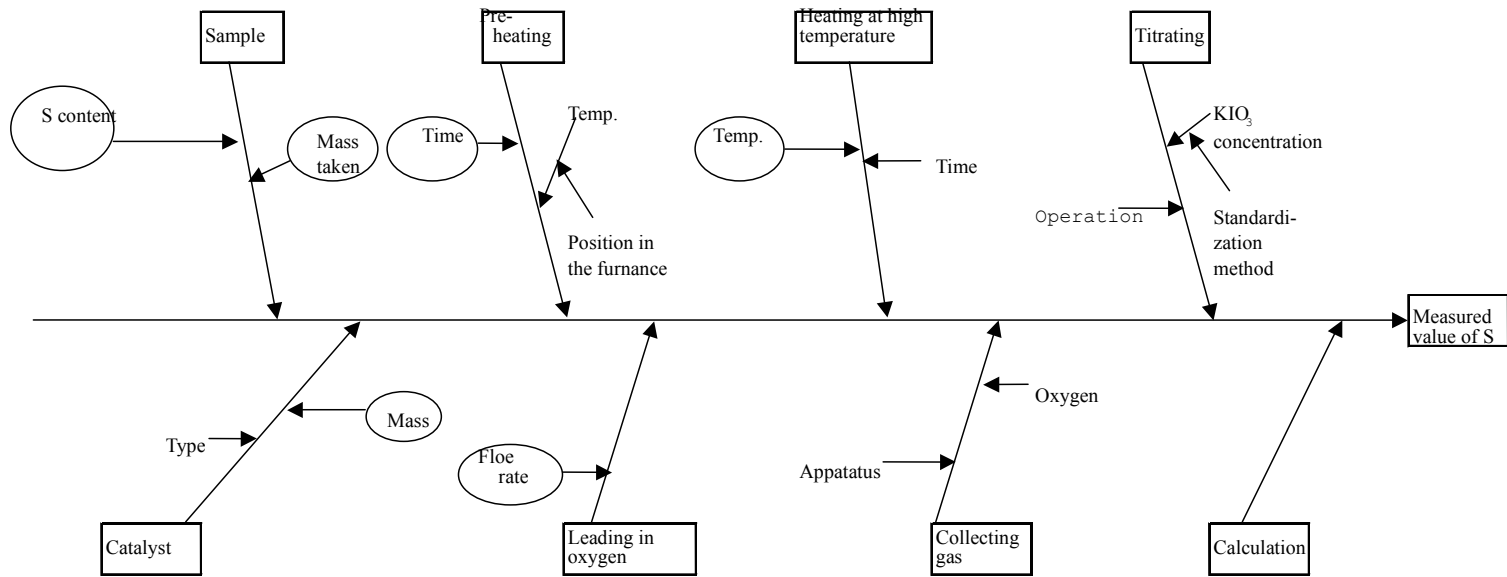 Sample
Pre-
heating
Heating at high
temperature
Titrating
S content
Mass
taken
Time
Temp.
Position in
the furnance
Temp.
Time
KIO3
concentration
Operation
Standardi-
zation
method
Measured
value of S
Type
Mass
Floe
rate
Oxygen
Appatatus
Catalyst
Leading in
oxygen
Collecting
gas
Calculation